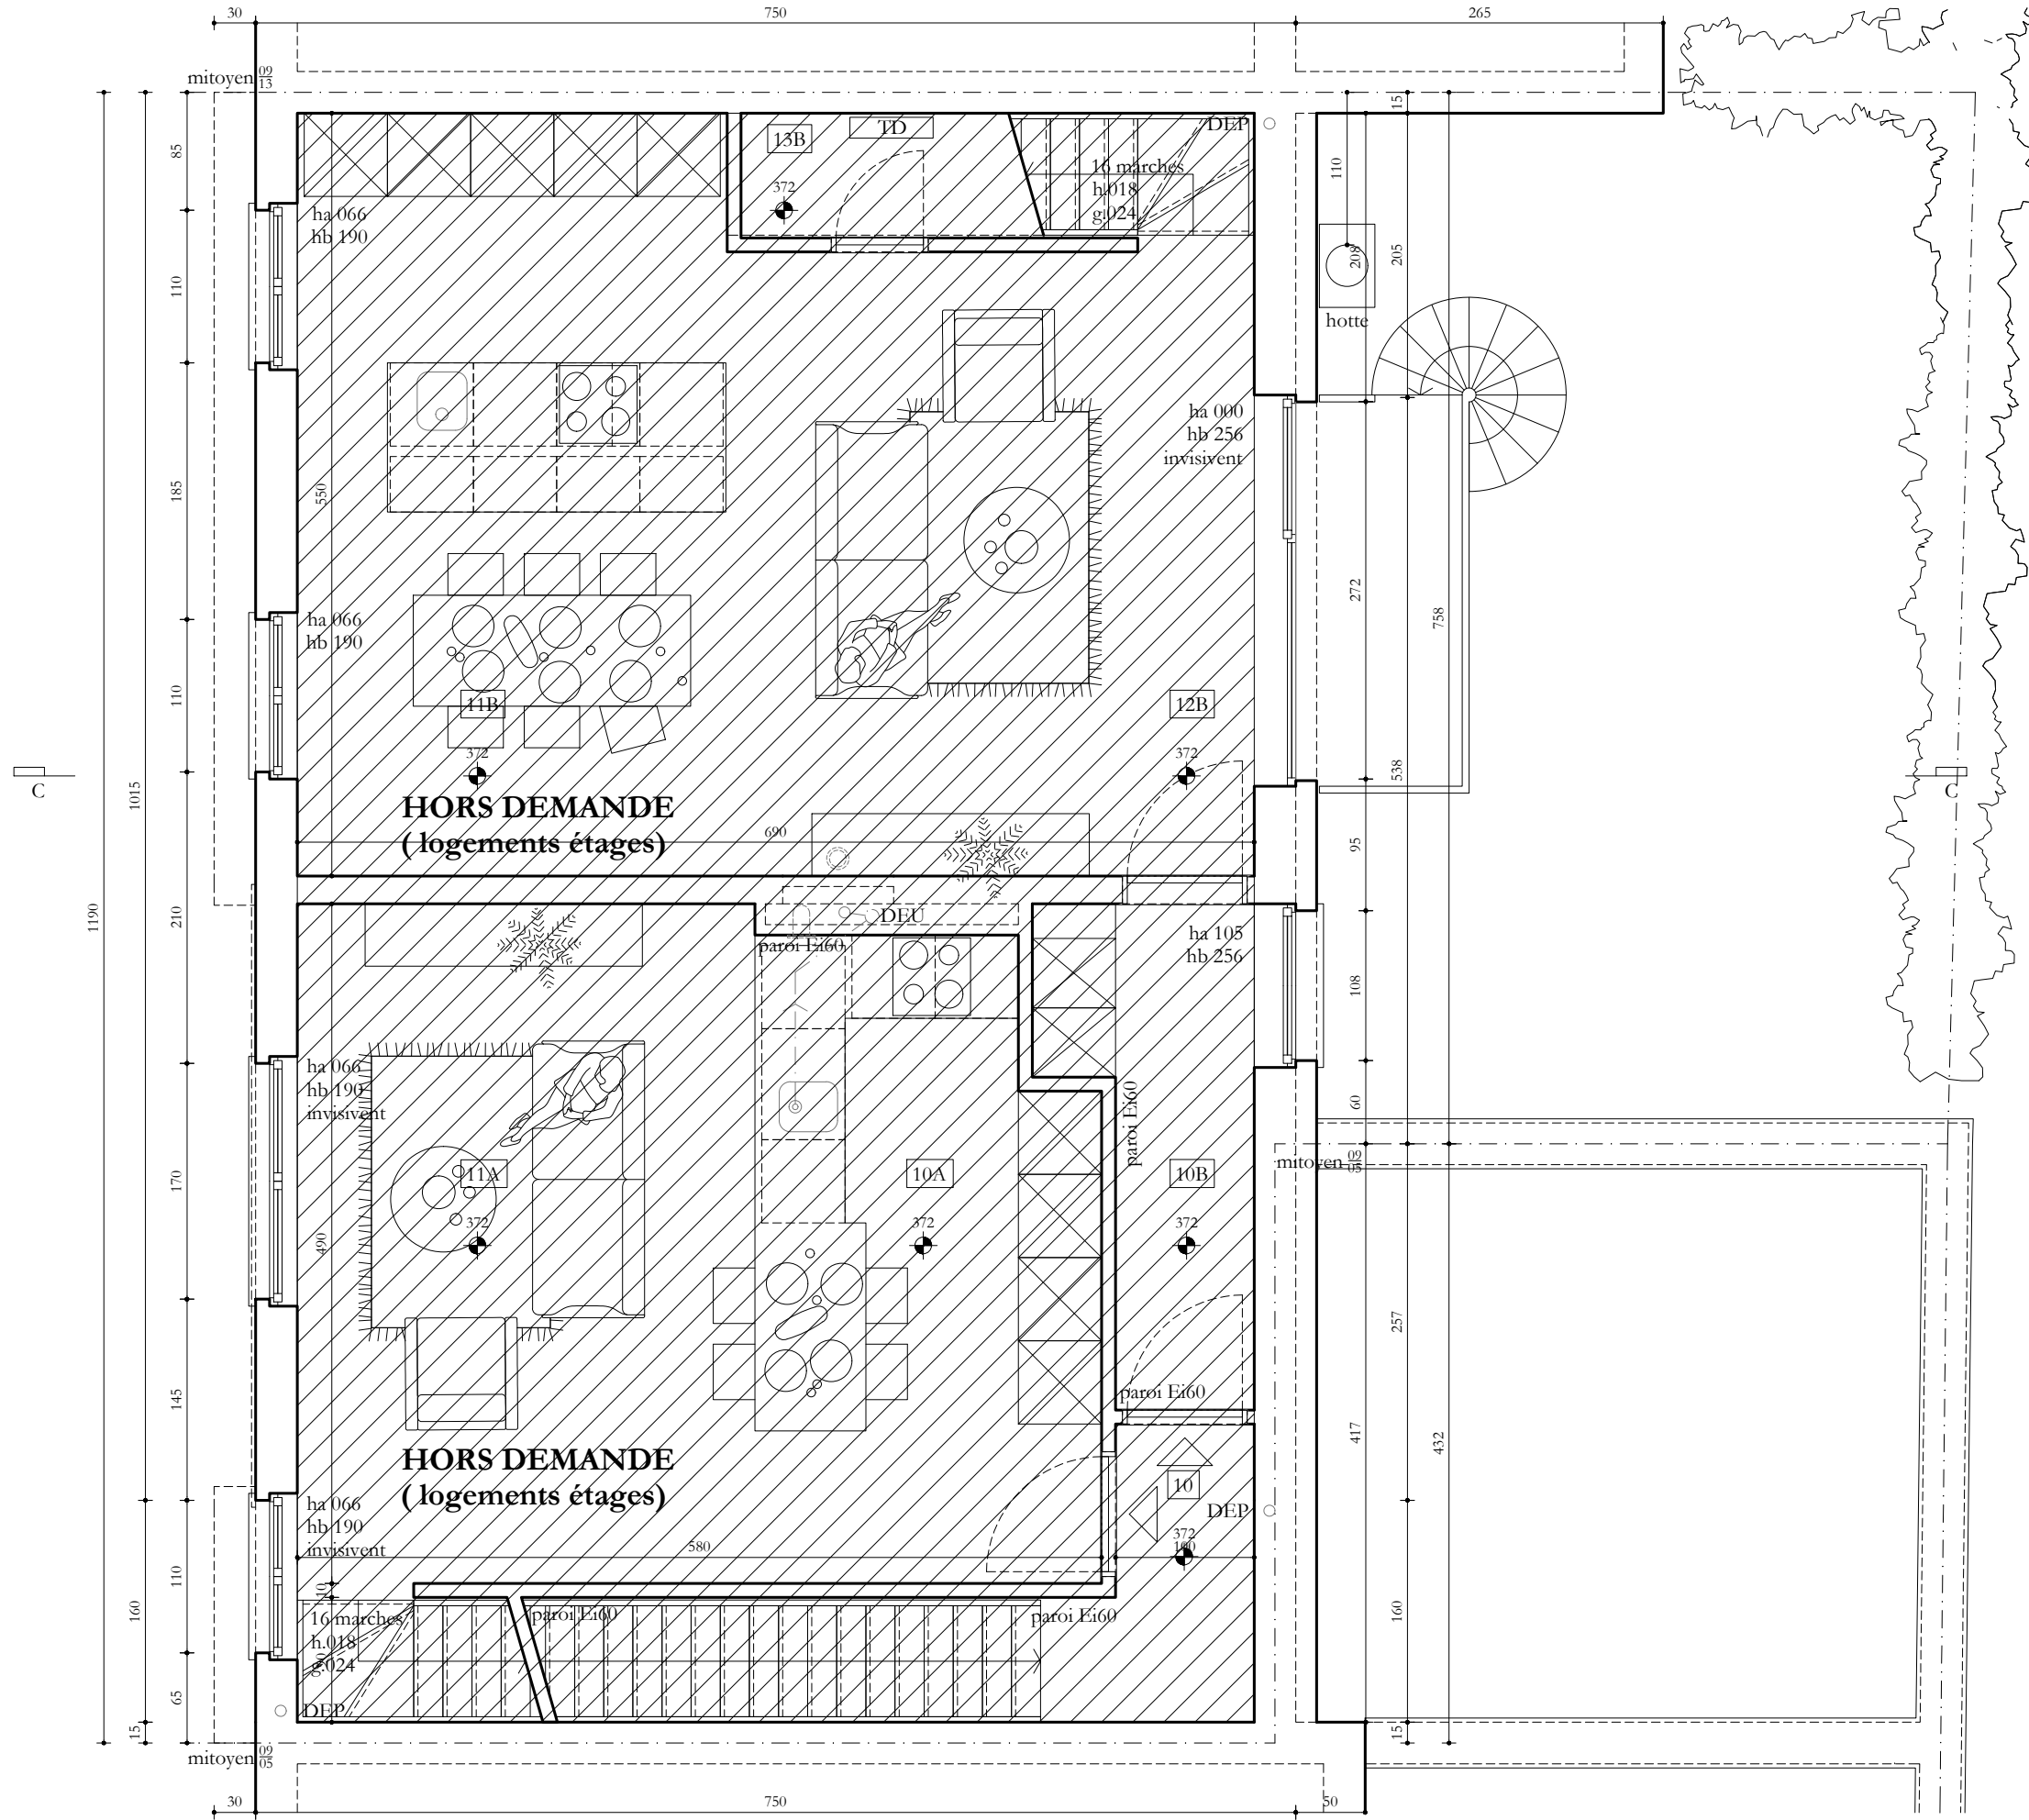 30
750
265
mitoyen 09/13
15
85
13B
TD
DEP
16 marches
h.018
g.024
372
110
ha 066
hb 190
110
208
205
hotte
ha 000
hb 256
invisivent
185
550
272
758
ha 066
hb 190
110
11B
12B
372
372
538
C
C
1015
HORS DEMANDE
( logements étages)
690
95
1190
210
DEU
paroi Ei60
ha 105
hb 256
108
ha 066
hb 190
invisivent
60
paroi Ei60
mitoyen 09/05
170
11A
10A
10B
372
372
372
490
257
145
paroi Ei60
417
432
HORS DEMANDE
( logements étages)
10
ha 066
hb 190
invisivent
DEP
372
580
100
110
10
160
160
16 marches
h.018
g.024
paroi Ei60
paroi Ei60
65
DEP
15
15
mitoyen 09/05
30
750
50